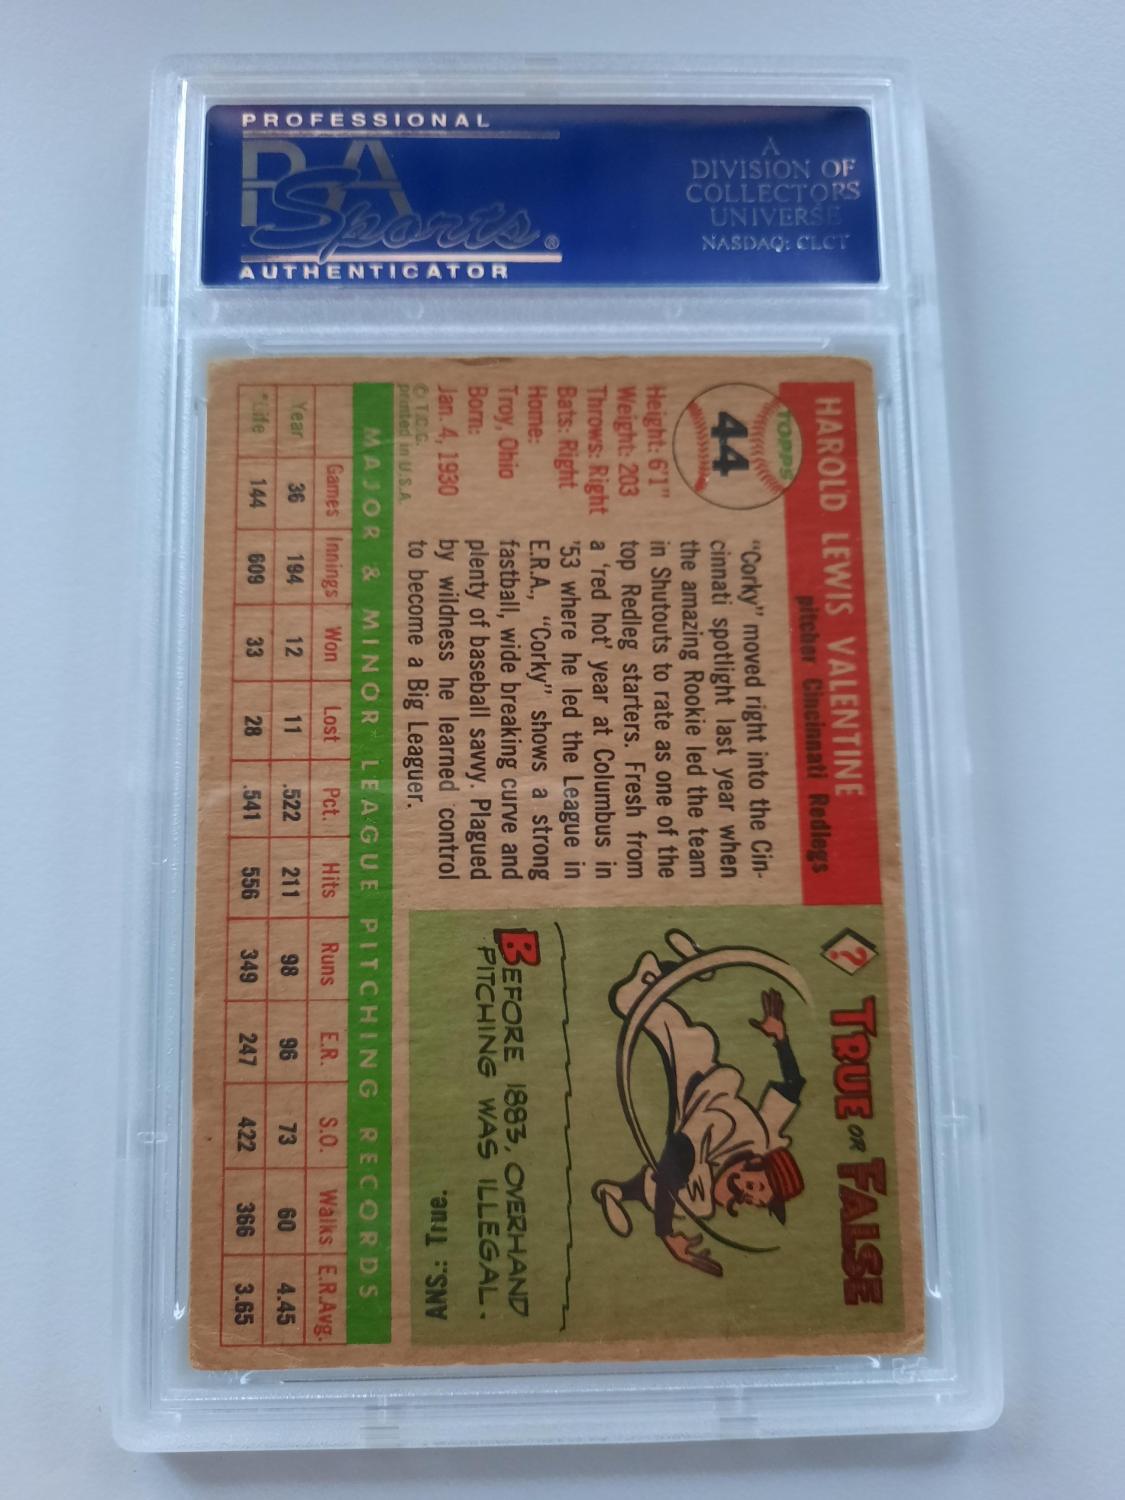 PROFESSIONAL
PSA
Sports®
AUTHENTICATOR
A
DIVISION OF
COLLECTORS
UNIVERSE
NASDAQ: CLCT
TOPPS
44
HAROLD LEWIS VALENTINE
pitcher Cincinnati Redlegs
Height: 6'1"
Weight: 203
Throws: Right
Bats: Right
Home:
Troy, Ohio
Born:
Jan. 4, 1930
© T.C.G.
printed in U.S.A.
"Corky" moved right into the Cin-
cinnati spotlight last year when
the amazing Rookie led the team
in Shutouts to rate as one of the
top Redleg starters. Fresh from
a 'red hot' year at Columbus in
'53 where he led the League in
E.R.A., "Corky" shows a strong
fastball, wide breaking curve and
plenty of baseball savvy. Plagued
by wildness he learned control
to become a Big Leaguer.
? TRUE OR FALSE
BEFORE 1883, OVERHAND
PITCHING WAS ILLEGAL.
ANS.: True.
MAJOR & MINOR LEAGUE PITCHING RECORDS
Games Innings Won Lost Pct. Hits Runs E.R. S.O. Walks E.R.Avg.
Year 36 194 12 11 .522 211 98 96 73 60 4.45
*Life 144 609 33 28 .541 556 349 247 422 366 3.65